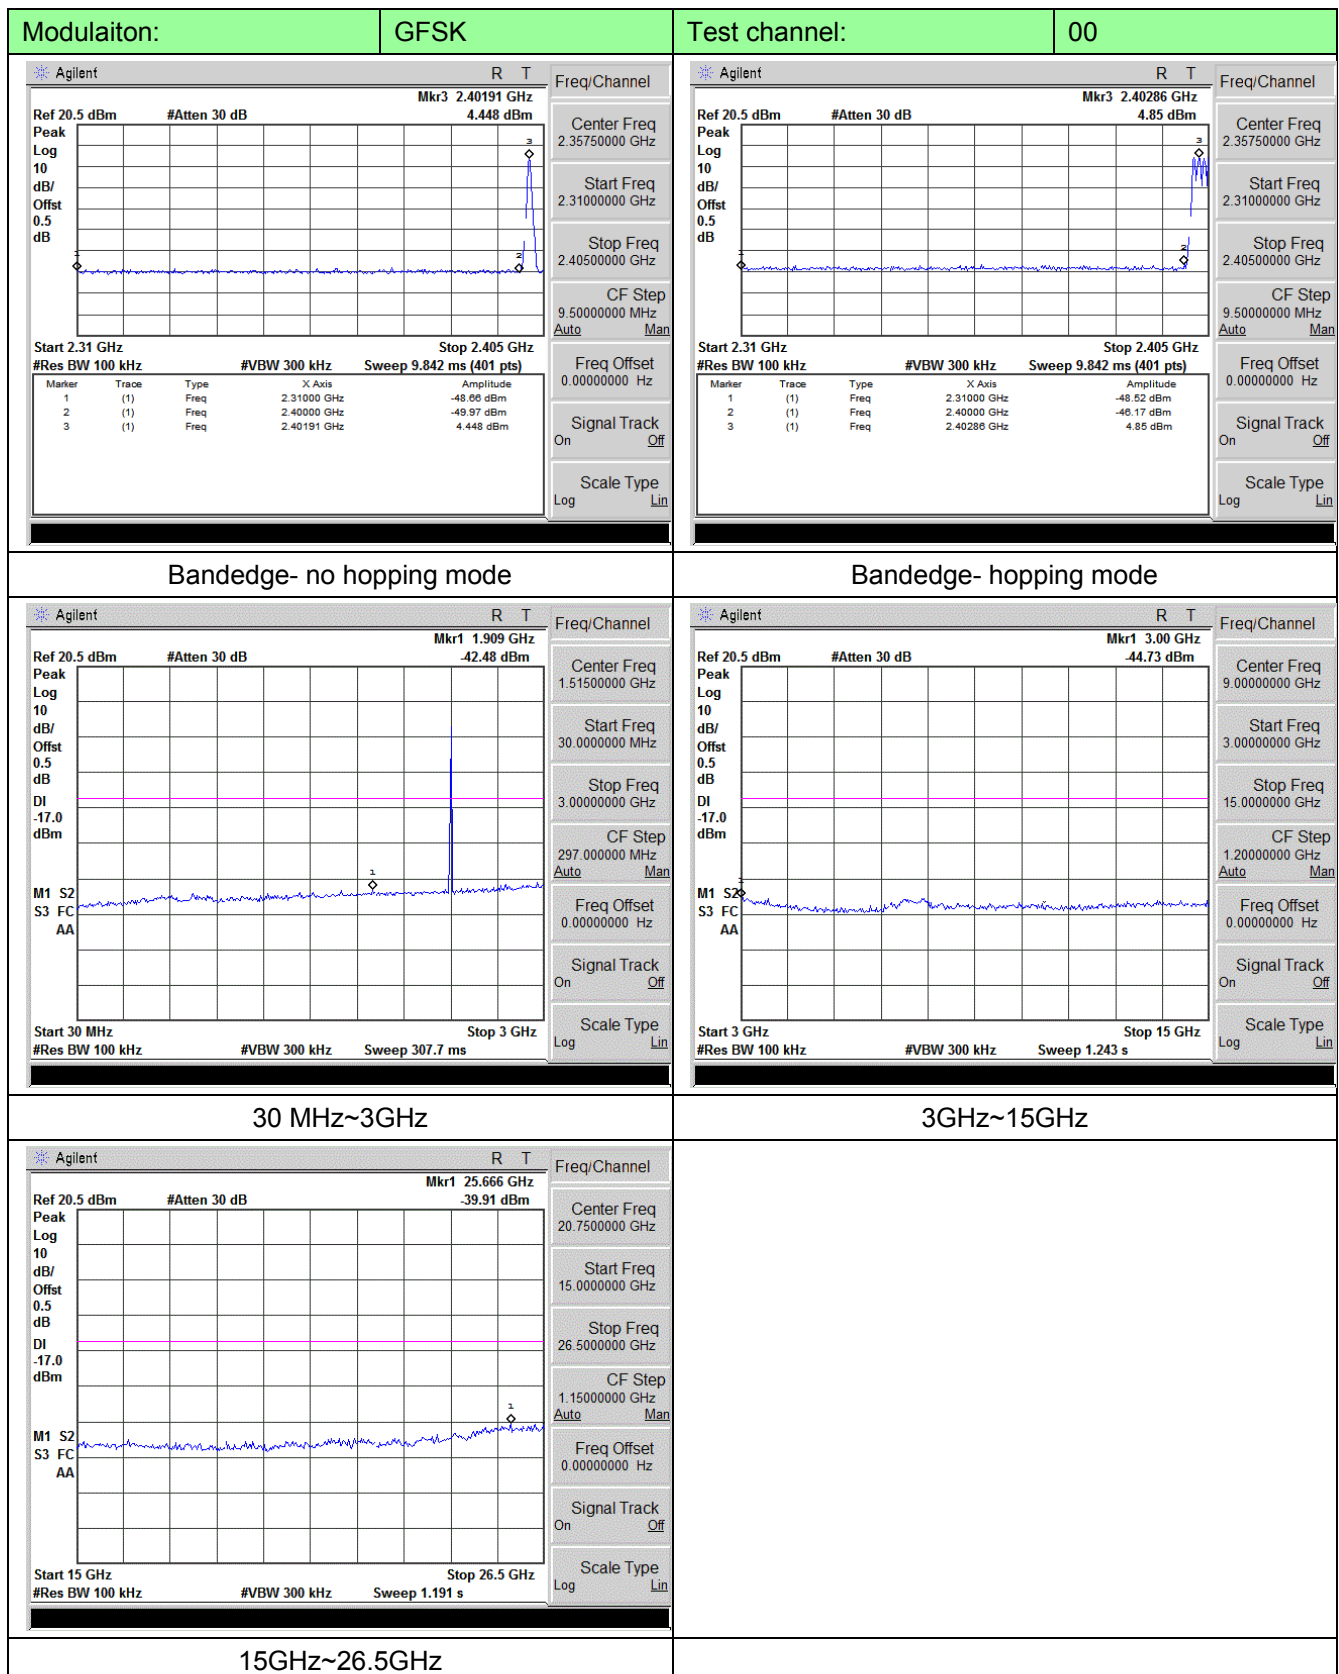 Modulaiton: GFSK Test channel: 00
Agilent R T
Mkr3 2.40191 GHz
Ref 20.5 dBm #Atten 30 dB 4.448 dBm
Peak
Log
10
dB/
Offst
0.5
dB
3
1
2
Start 2.31 GHz Stop 2.405 GHz
#Res BW 100 kHz #VBW 300 kHz Sweep 9.842 ms (401 pts)
Marker Trace Type X Axis Amplitude
1 (1) Freq 2.31000 GHz -48.66 dBm
2 (1) Freq 2.40000 GHz -49.97 dBm
3 (1) Freq 2.40191 GHz 4.448 dBm
Freq/Channel
Center Freq
2.35750000 GHz
Start Freq
2.31000000 GHz
Stop Freq
2.40500000 GHz
CF Step
9.50000000 MHz
Auto Man
Freq Offset
0.00000000 Hz
Signal Track
On Off
Scale Type
Log Lin
Agilent R T
Mkr3 2.40286 GHz
Ref 20.5 dBm #Atten 30 dB 4.85 dBm
Peak
Log
10
dB/
Offst
0.5
dB
3
1
2
Start 2.31 GHz Stop 2.405 GHz
#Res BW 100 kHz #VBW 300 kHz Sweep 9.842 ms (401 pts)
Marker Trace Type X Axis Amplitude
1 (1) Freq 2.31000 GHz -48.52 dBm
2 (1) Freq 2.40000 GHz -46.17 dBm
3 (1) Freq 2.40286 GHz 4.85 dBm
Freq/Channel
Center Freq
2.35750000 GHz
Start Freq
2.31000000 GHz
Stop Freq
2.40500000 GHz
CF Step
9.50000000 MHz
Auto Man
Freq Offset
0.00000000 Hz
Signal Track
On Off
Scale Type
Log Lin
Bandedge- no hopping mode Bandedge- hopping mode
Agilent R T
Mkr1 1.909 GHz
Ref 20.5 dBm #Atten 30 dB -42.48 dBm
Peak
Log
10
dB/
Offst
0.5
dB
DI
-17.0
dBm
1
M1 S2
S3 FC
AA
Start 30 MHz Stop 3 GHz
#Res BW 100 kHz #VBW 300 kHz Sweep 307.7 ms
Freq/Channel
Center Freq
1.51500000 GHz
Start Freq
30.0000000 MHz
Stop Freq
3.00000000 GHz
CF Step
297.000000 MHz
Auto Man
Freq Offset
0.00000000 Hz
Signal Track
On Off
Scale Type
Log Lin
Agilent R T
Mkr1 3.00 GHz
Ref 20.5 dBm #Atten 30 dB -44.73 dBm
Peak
Log
10
dB/
Offst
0.5
dB
DI
-17.0
dBm
1
M1 S2
S3 FC
AA
Start 3 GHz Stop 15 GHz
#Res BW 100 kHz #VBW 300 kHz Sweep 1.243 s
Freq/Channel
Center Freq
9.00000000 GHz
Start Freq
3.00000000 GHz
Stop Freq
15.0000000 GHz
CF Step
1.20000000 GHz
Auto Man
Freq Offset
0.00000000 Hz
Signal Track
On Off
Scale Type
Log Lin
30 MHz~3GHz 3GHz~15GHz
Agilent R T
Mkr1 25.666 GHz
Ref 20.5 dBm #Atten 30 dB -39.91 dBm
Peak
Log
10
dB/
Offst
0.5
dB
DI
-17.0
dBm
1
M1 S2
S3 FC
AA
Start 15 GHz Stop 26.5 GHz
#Res BW 100 kHz #VBW 300 kHz Sweep 1.191 s
Freq/Channel
Center Freq
20.7500000 GHz
Start Freq
15.0000000 GHz
Stop Freq
26.5000000 GHz
CF Step
1.15000000 GHz
Auto Man
Freq Offset
0.00000000 Hz
Signal Track
On Off
Scale Type
Log Lin
15GHz~26.5GHz